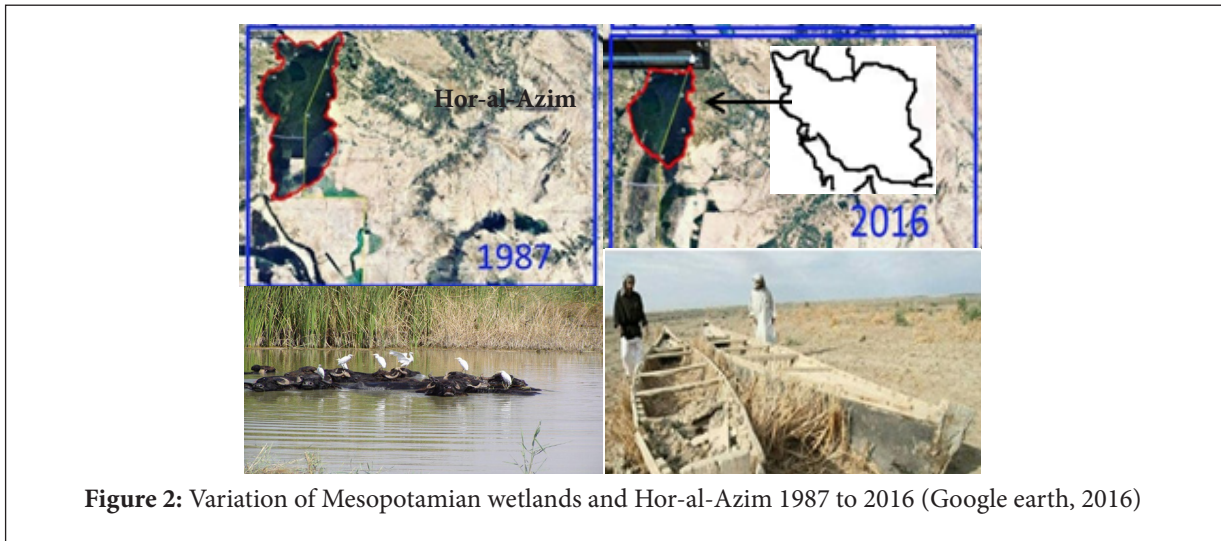 Hor-al-Azim
1987
2016
Figure 2: Variation of Mesopotamian wetlands and Hor-al-Azim 1987 to 2016 (Google earth, 2016)